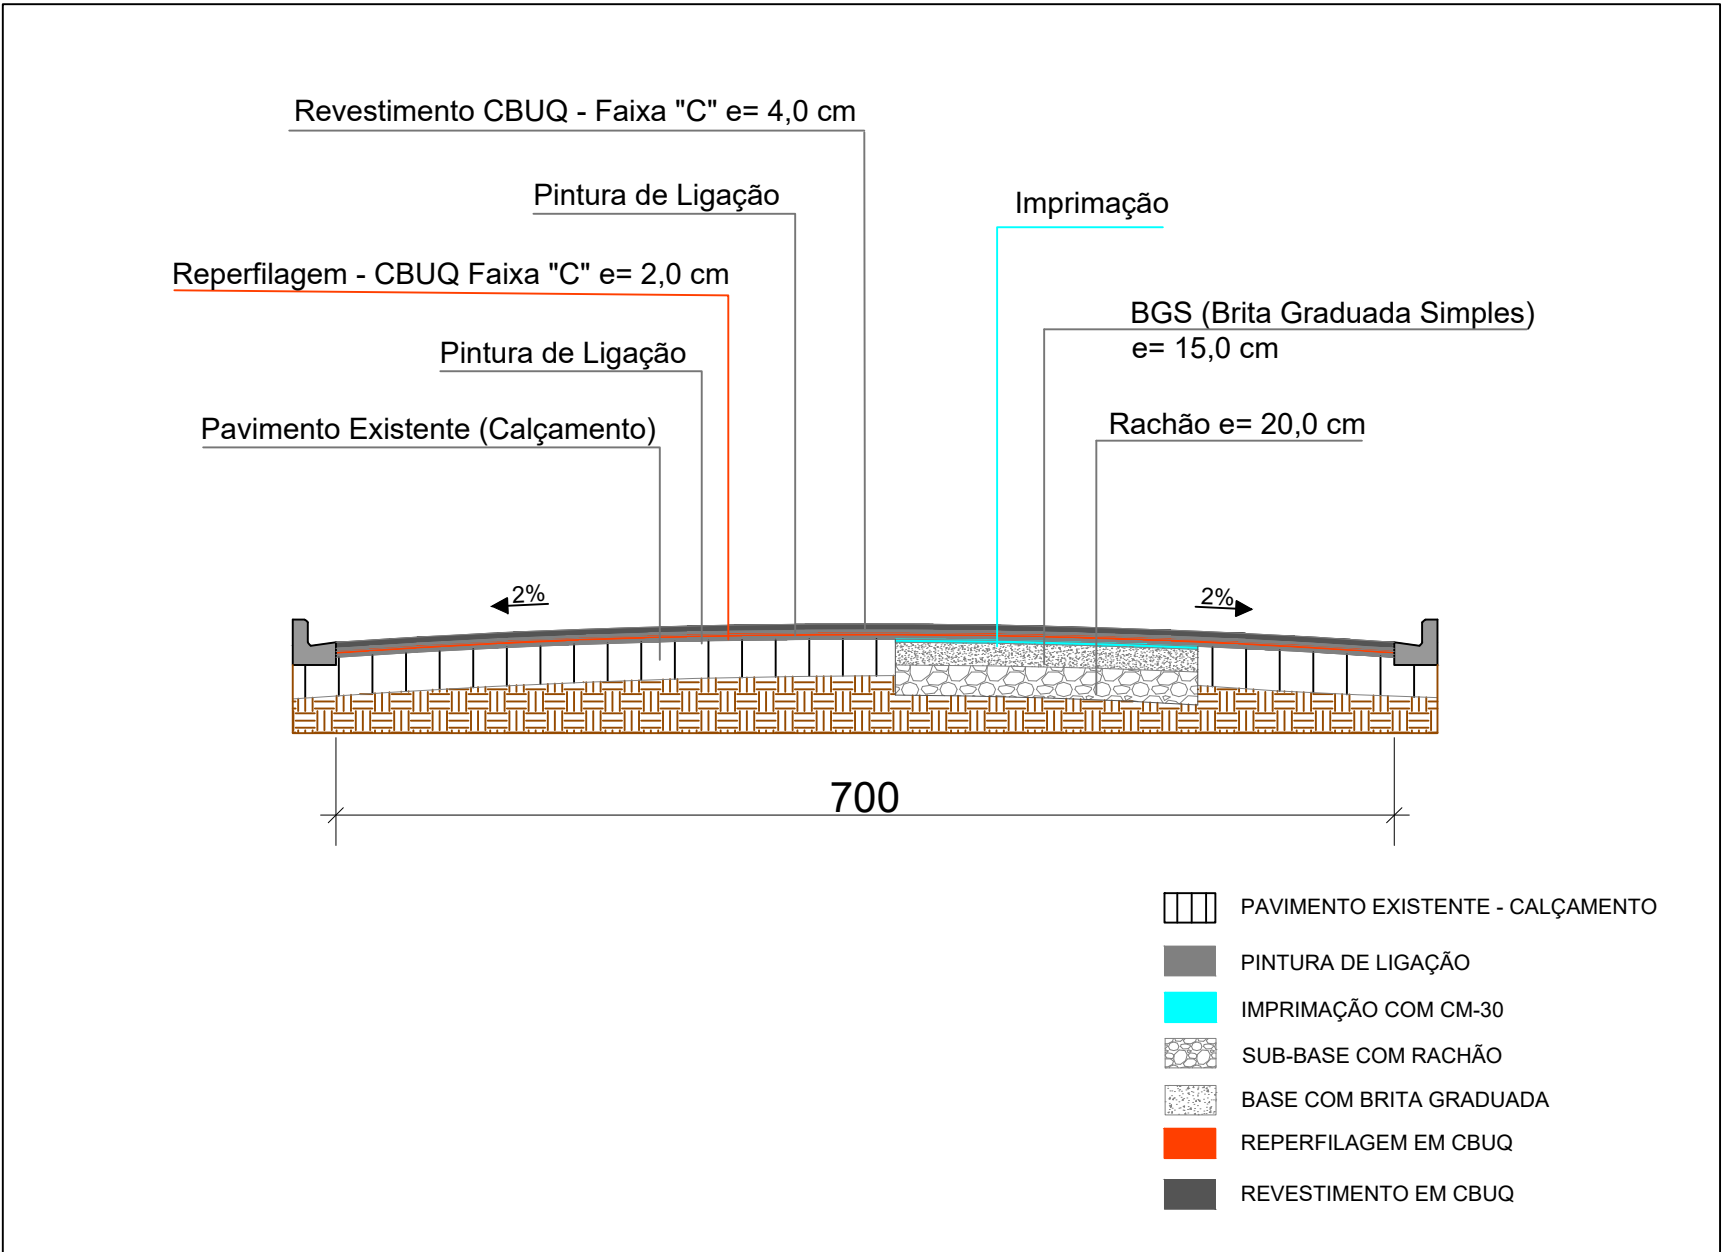 Revestimento CBUQ - Faixa "C" e= 4,0 cm
Pintura de Ligação
Imprimação
Reperfilagem - CBUQ Faixa "C" e= 2,0 cm
BGS (Brita Graduada Simples)
e= 15,0 cm
Pintura de Ligação
Pavimento Existente (Calçamento)
Rachão e= 20,0 cm
2%
2%
700
PAVIMENTO EXISTENTE - CALÇAMENTO
PINTURA DE LIGAÇÃO
IMPRIMAÇÃO COM CM-30
SUB-BASE COM RACHÃO
BASE COM BRITA GRADUADA
REPERFILAGEM EM CBUQ
REVESTIMENTO EM CBUQ